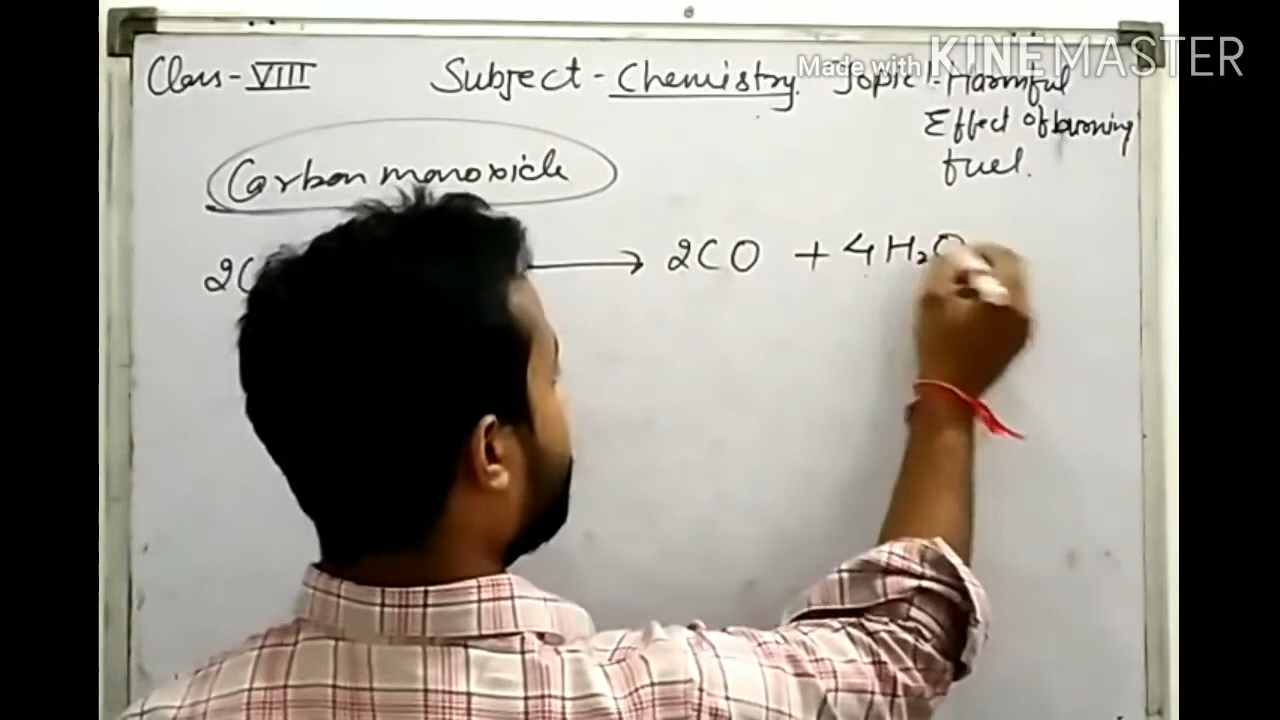 Made with KINEMASTER
Class-VIII Subject - Chemistry. Topic :- Harmful
Effect of burning
fuel.
Carbon monoxide
2C → 2CO + 4H₂O